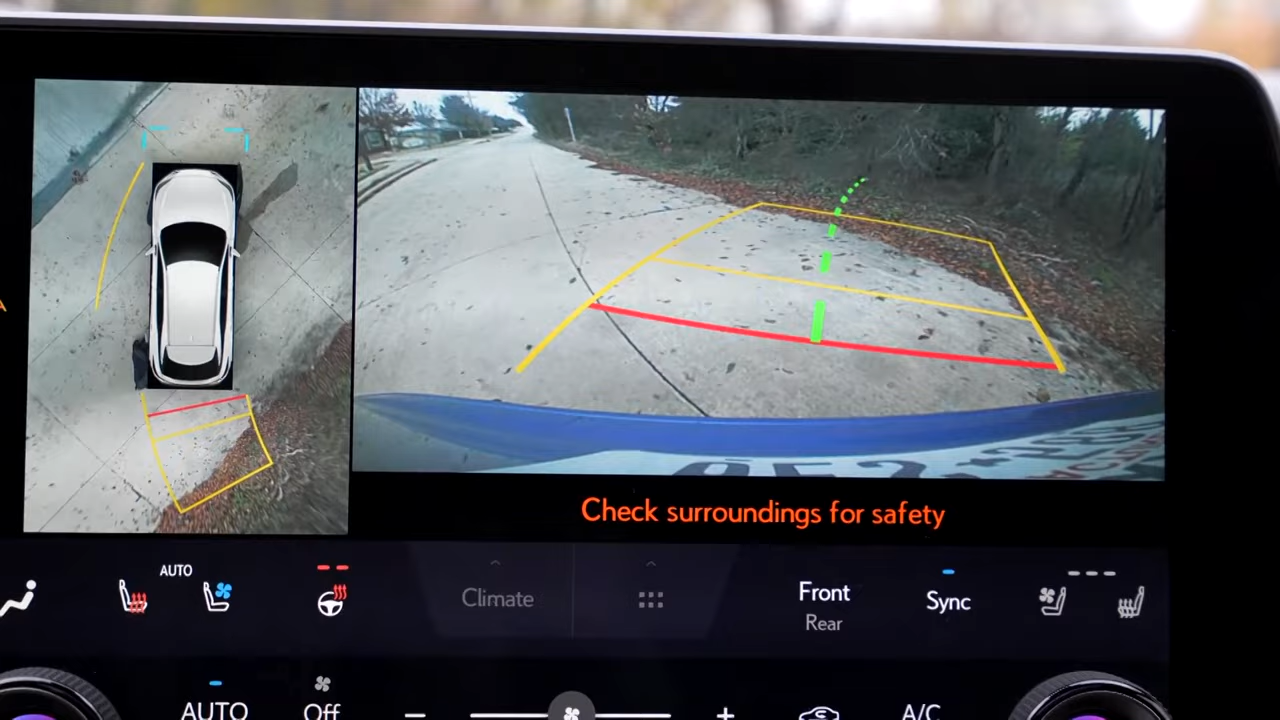 Check surroundings for safety
AUTO
Climate
Front
Rear
Sync
AUTO
Off
A/C